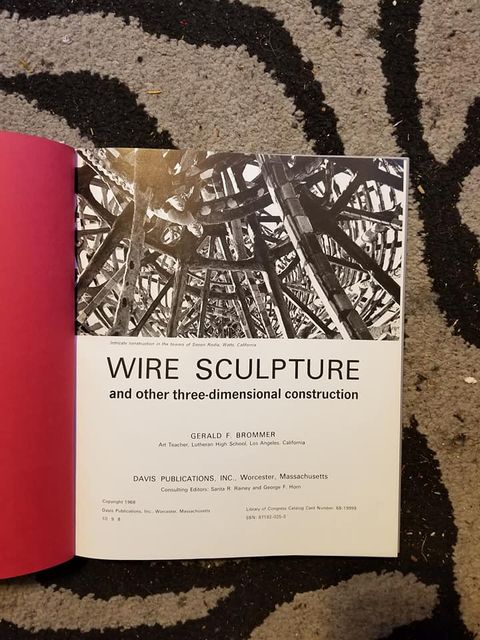 Intricate construction in the towers of Simon Rodia, Watts, California
WIRE SCULPTURE
and other three-dimensional construction
GERALD F. BROMMER
Art Teacher, Lutheran High School, Los Angeles, California
DAVIS PUBLICATIONS, INC., Worcester, Massachusetts
Consulting Editors: Sarita R. Rainey and George F. Horn
Copyright 1968
Davis Publications, Inc., Worcester, Massachusetts
10 9 8
Library of Congress Catalog Card Number: 68-19993
SBN: 87192-025-0